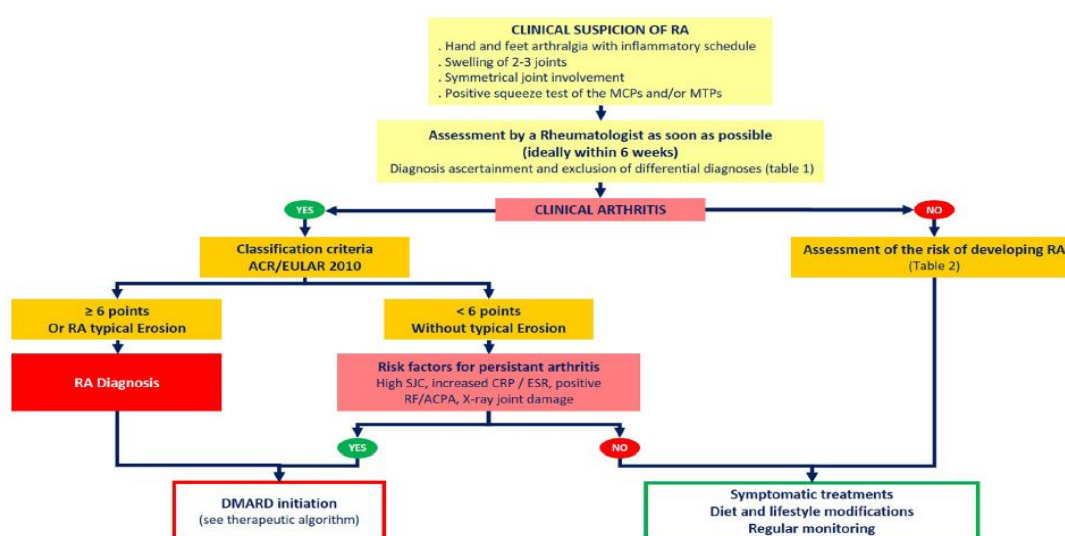 CLINICAL SUSPICION OF RA
. Hand and feet arthralgia with inflammatory schedule
. Swelling of 2-3 joints
. Symmetrical joint involvement
. Positive squeeze test of the MCPs and/or MTPs
Assessment by a Rheumatologist as soon as possible
(ideally within 6 weeks)
Diagnosis ascertainment and exclusion of differential diagnoses (table 1)
YES
CLINICAL ARTHRITIS
NO
Classification criteria
ACR/EULAR 2010
Assessment of the risk of developing RA
(Table 2)
≥ 6 points
Or RA typical Erosion
< 6 points
Without typical Erosion
RA Diagnosis
Risk factors for persistant arthritis
High SJC, increased CRP / ESR, positive
RF/ACPA, X-ray joint damage
YES
NO
DMARD initiation
(see therapeutic algorithm)
Symptomatic treatments
Diet and lifestyle modifications
Regular monitoring